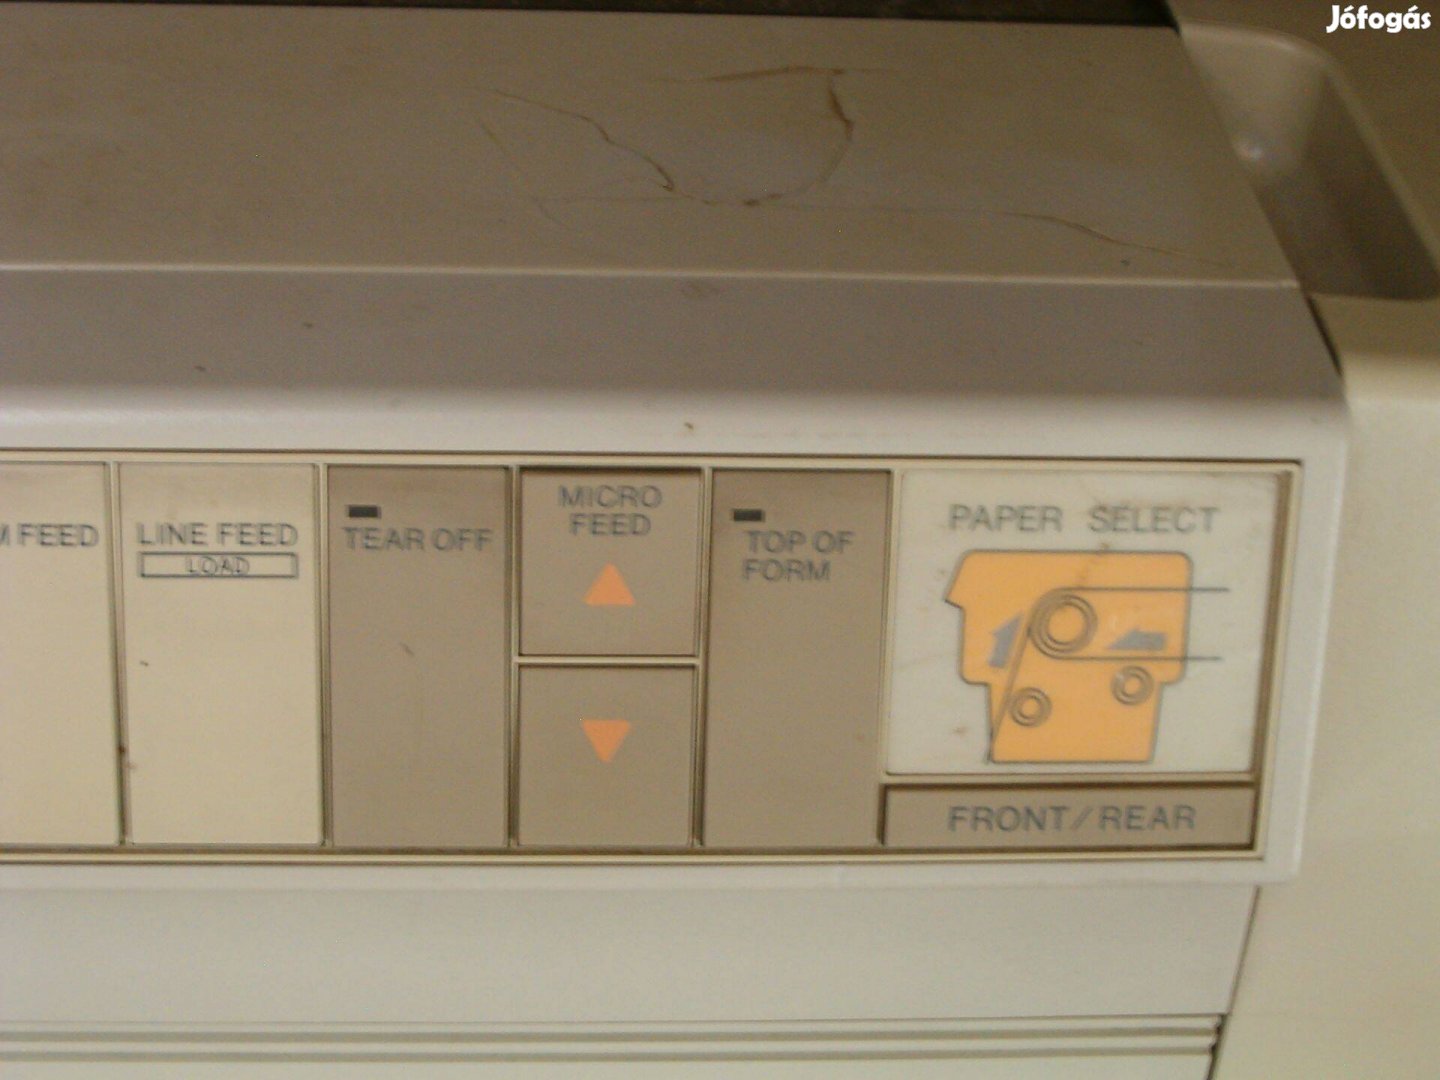 Jófogás
M FEED
LINE FEED
LOAD
TEAR OFF
MICRO
FEED
TOP OF
FORM
PAPER SELECT
FRONT/REAR